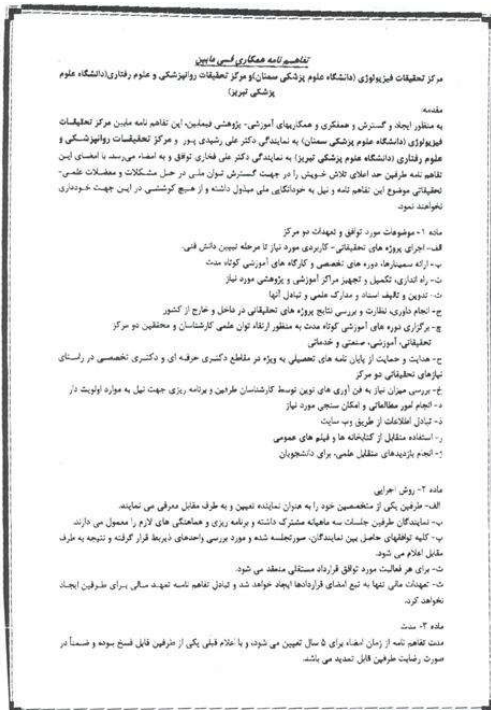 تفاهم نامه همکاری فی مابین
مرکز تحقیقات فیزیولوژی (دانشگاه علوم پزشکی سمنان)و مرکز تحقیقات روانپزشکی و علوم رفتاری(دانشگاه علوم
پزشکی تبریز)
مقدمه:
به منظور ایجاد و گسترش و همفکری و همکاریهای آموزشی- پژوهشی فیمابین، این تفاهم نامه مابین مرکز تحقیقات
فیزیولوژی (دانشگاه علوم پزشکی سمنان) به نمایندگی دکتر علی رشیدی پور و مرکز تحقیقات روانپزشکی و
علوم رفتاری (دانشگاه علوم پزشکی تبریز) به نمایندگی دکتر علی فخاری توافق و به امضاء می‌رسد. با امضای این
تفاهم نامه طرفین حد اعلای تلاش خویش را در جهت گسترش توان ملی در حل مشکلات و معضلات علمی-
تحقیقاتی موضوع این تفاهم نامه و نیل به خوداتکایی ملی مبذول داشته و از هیچ کوششی در این جهت خودداری
نخواهند نمود.
ماده ۱- موضوعات مورد توافق و تعهدات دو مرکز
الف- اجرای پروژه های تحقیقاتی- کاربردی مورد نیاز تا مرحله تبیین دانش فنی.
ب- ارائه سمینارها، دوره های تخصصی و کارگاه های آموزشی کوتاه مدت
ت- راه اندازی، تکمیل و تجهیز مراکز آموزشی و پژوهشی مورد نیاز
ث- تدوین و تالیف اسناد و مدارک علمی و تبادل آنها
ج- انجام داوری، نظارت و بررسی نتایج پروژه های تحقیقاتی در داخل و خارج از کشور
چ- برگزاری دوره های آموزشی کوتاه مدت به منظور ارتقاء توان علمی کارشناسان و محققین دو مرکز
تحقیقاتی، آموزشی، صنعتی و خدماتی
ح- هدایت و حمایت از پایان نامه های تحصیلی به ویژه در مقاطع دکتری حرفه ای و دکتری تخصصی در راستای
نیازهای تحقیقاتی دو مرکز
خ- بررسی میزان نیاز به فن آوری های نوین توسط کارشناسان طرفین و برنامه ریزی جهت نیل به موارد اولویت دار
د- انجام امور مطالعاتی و امکان سنجی مورد نیاز
ذ- تبادل اطلاعات از طریق وب سایت
ر- استفاده متقابل از کتابخانه ها و فیلم های عمومی
ز- انجام بازدیدهای متقابل علمی، برای دانشجویان
ماده ۲- روش اجرایی
الف- طرفین یکی از متخصصین خود را به عنوان نماینده تعیین و به طرف مقابل معرفی می نمایند.
ب- نمایندگان طرفین جلسات سه ماهیانه مشترک داشته و برنامه ریزی و هماهنگی های لازم را معمول می دارند.
پ- کلیه توافقهای حاصل بین نمایندگان، صورتجلسه شده و مورد بررسی واحدهای ذیربط قرار گرفته و نتیجه به طرف
مقابل اعلام می شود.
ت- برای هر فعالیت مورد توافق قرارداد مستقلی منعقد می شود.
ث- تعهدات مالی تنها به تبع امضای قراردادها ایجاد خواهد شد و تبادل تفاهم نامه تعهد مالی برای طرفین ایجاد
نخواهد کرد.
ماده ۳- مدت
مدت تفاهم نامه از زمان امضاء برای ۵ سال تعیین می شود، و با اعلام قبلی یکی از طرفین قابل فسخ بوده و ضمناً در
صورت رضایت طرفین قابل تمدید می باشد.